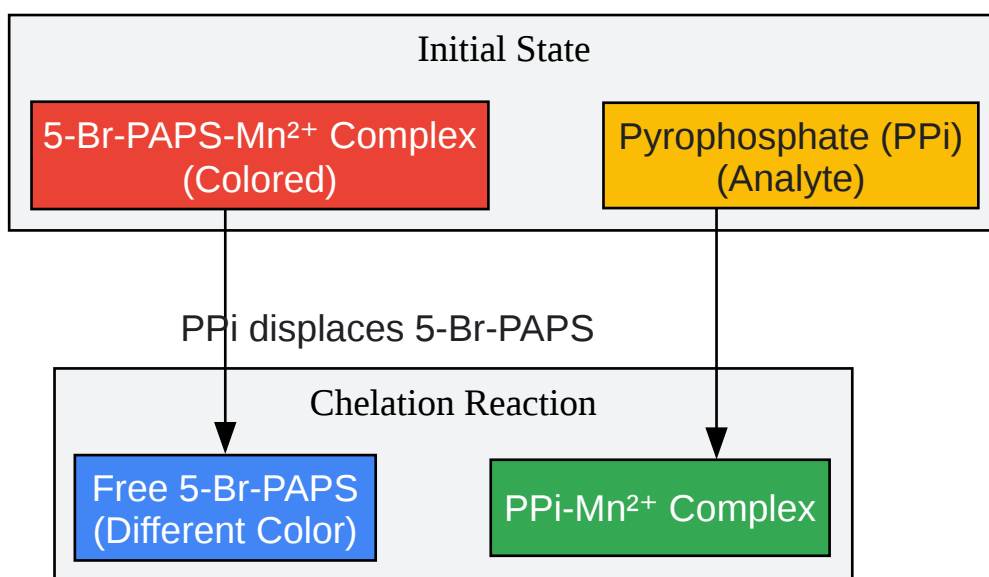 Initial State
5-Br-PAPS-Mn²⁺ Complex
(Colored)
Pyrophosphate (PPi)
(Analyte)
PPi displaces 5-Br-PAPS
Chelation Reaction
Free 5-Br-PAPS
(Different Color)
PPi-Mn²⁺ Complex